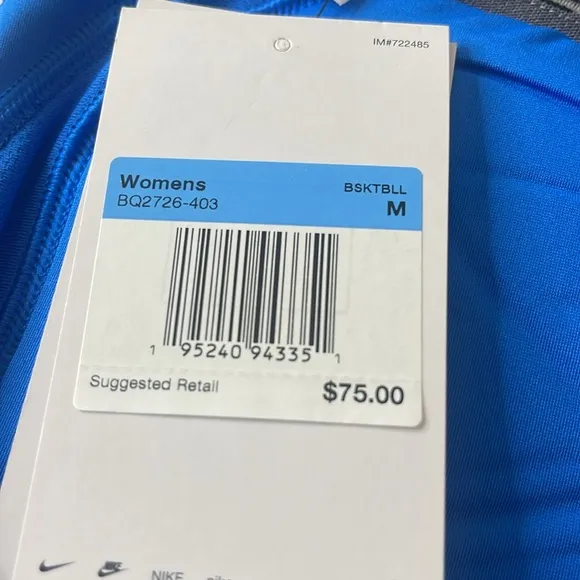 IM#722485
Womens BSKTBLL
BQ2726-403 M
1 95240 94335 1
Suggested Retail $75.00
NIKE